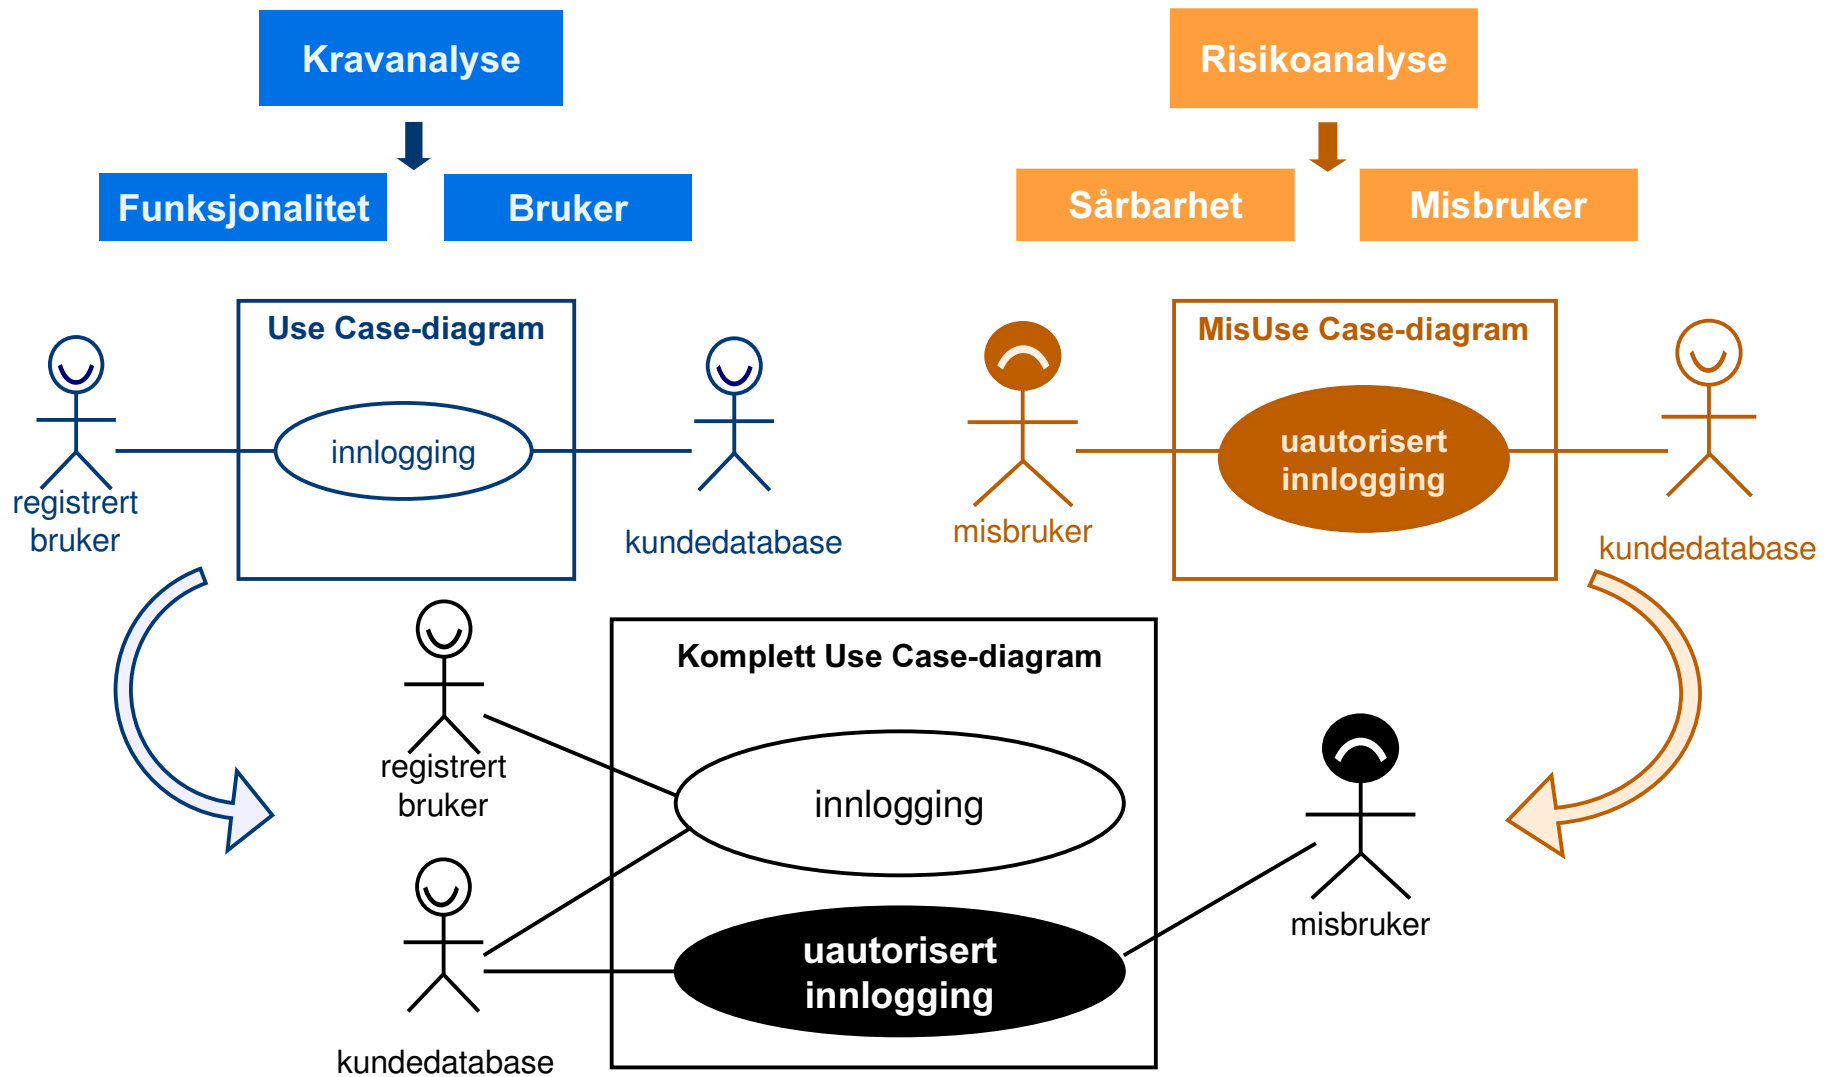 Kravanalyse
Funksjonalitet
Bruker
Risikoanalyse
Sårbarhet
Misbruker
Use Case-diagram
innlogging
registrert
bruker
kundedatabase
MisUse Case-diagram
uautorisert
innlogging
misbruker
kundedatabase
Komplett Use Case-diagram
registrert
bruker
innlogging
uautorisert
innlogging
misbruker
kundedatabase